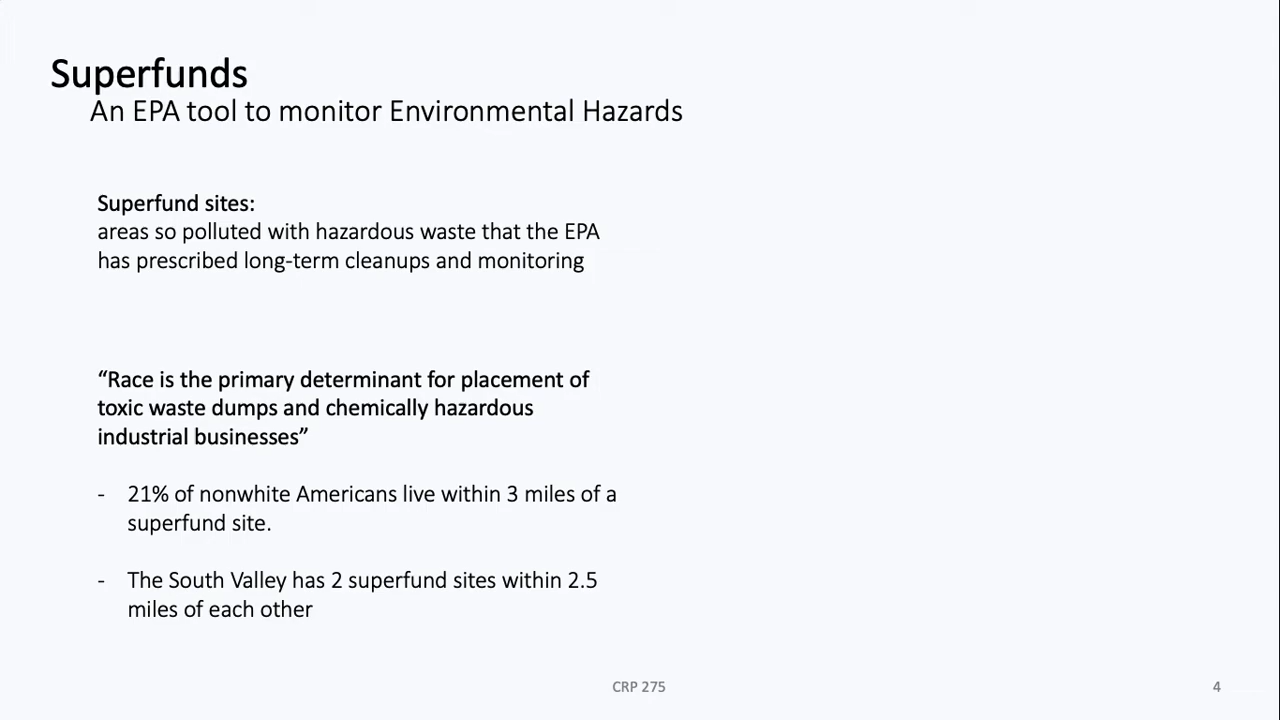 Superfunds
An EPA tool to monitor Environmental Hazards
Superfund sites:
areas so polluted with hazardous waste that the EPA
has prescribed long-term cleanups and monitoring
“Race is the primary determinant for placement of
toxic waste dumps and chemically hazardous
industrial businesses”
- 21% of nonwhite Americans live within 3 miles of a
superfund site.
- The South Valley has 2 superfund sites within 2.5
miles of each other
CRP 275
4